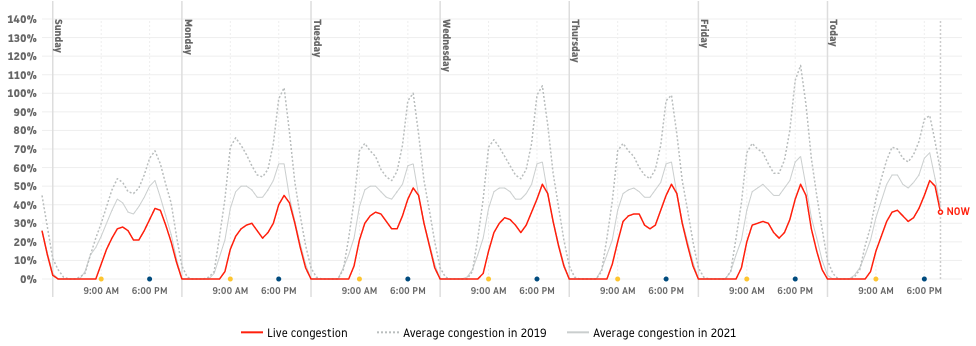 140%
130%
120%
110%
100%
90%
80%
70%
60%
50%
40%
30%
20%
10%
0%
Sunday
Monday
Tuesday
Wednesday
Thursday
Friday
Today
NOW
9:00 AM 6:00 PM 9:00 AM 6:00 PM 9:00 AM 6:00 PM 9:00 AM 6:00 PM 9:00 AM 6:00 PM 9:00 AM 6:00 PM 9:00 AM 6:00 PM
Live congestion Average congestion in 2019 Average congestion in 2021